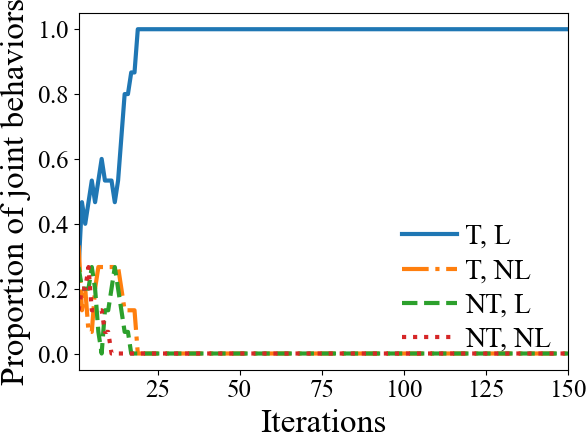 Proportion of joint behaviors
1.0
0.8
0.6
0.4
0.2
0.0
T, L
T, NL
NT, L
NT, NL
25 50 75 100 125 150
Iterations